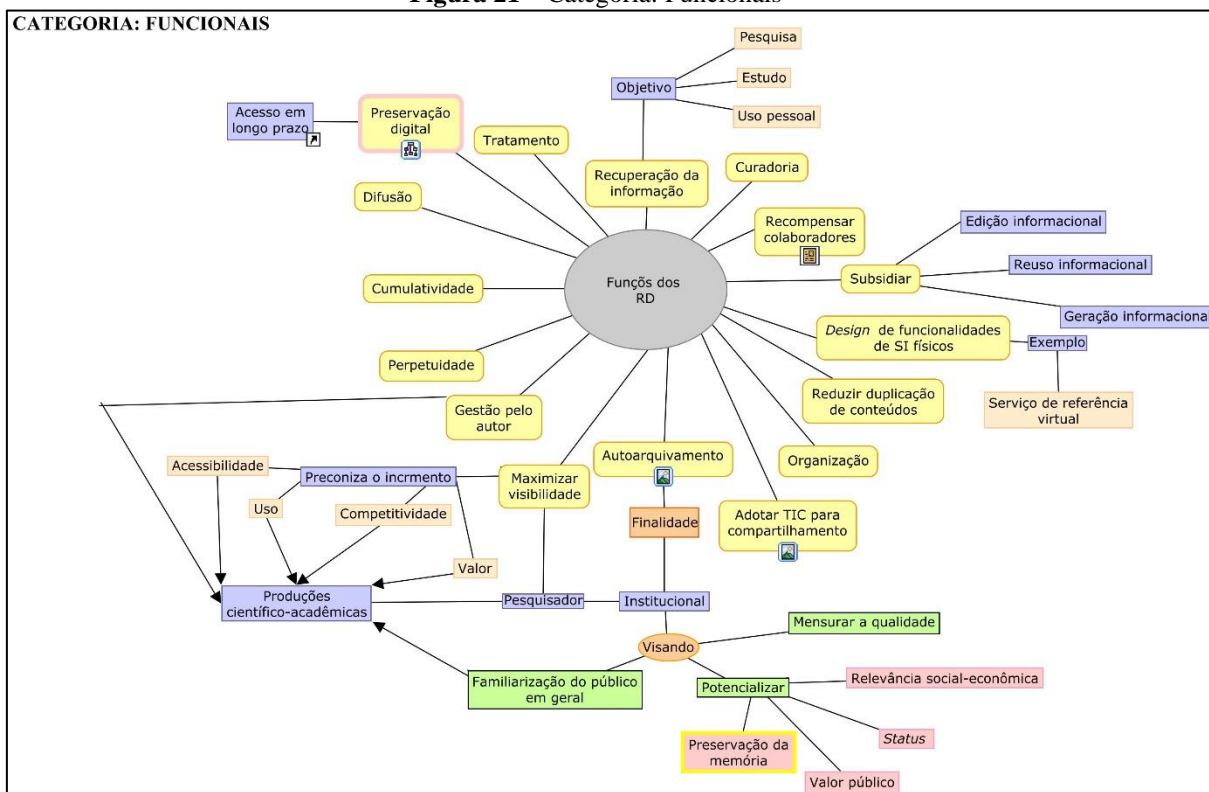 Figura 21 – Categoria: Funcionais
CATEGORIA: FUNCIONAIS
Pesquisa
Objetivo
Estudo
Uso pessoal
Acesso em
longo prazo
Preservação
digital
Tratamento
Recuperação da
informação
Curadoria
Difusão
Recompensar
colaboradores
Edição informacional
Subsidiar
Reuso informacional
Geração informacional
Funçõs dos
RD
Cumulatividade
Design de funcionalidades
de SI físicos
Exemplo
Serviço de referência
virtual
Perpetuidade
Reduzir duplicação
de conteúdos
Gestão pelo
autor
Autoarquivamento
Organização
Acessibilidade
Preconiza o incrmento
Maximizar
visibilidade
Uso
Competitividade
Finalidade
Adotar TIC para
compartilhamento
Valor
Produções
científico-acadêmicas
Pesquisador
Institucional
Visando
Mensurar a qualidade
Familiarização do público
em geral
Potencializar
Relevância social-econômica
Status
Preservação da
memória
Valor público